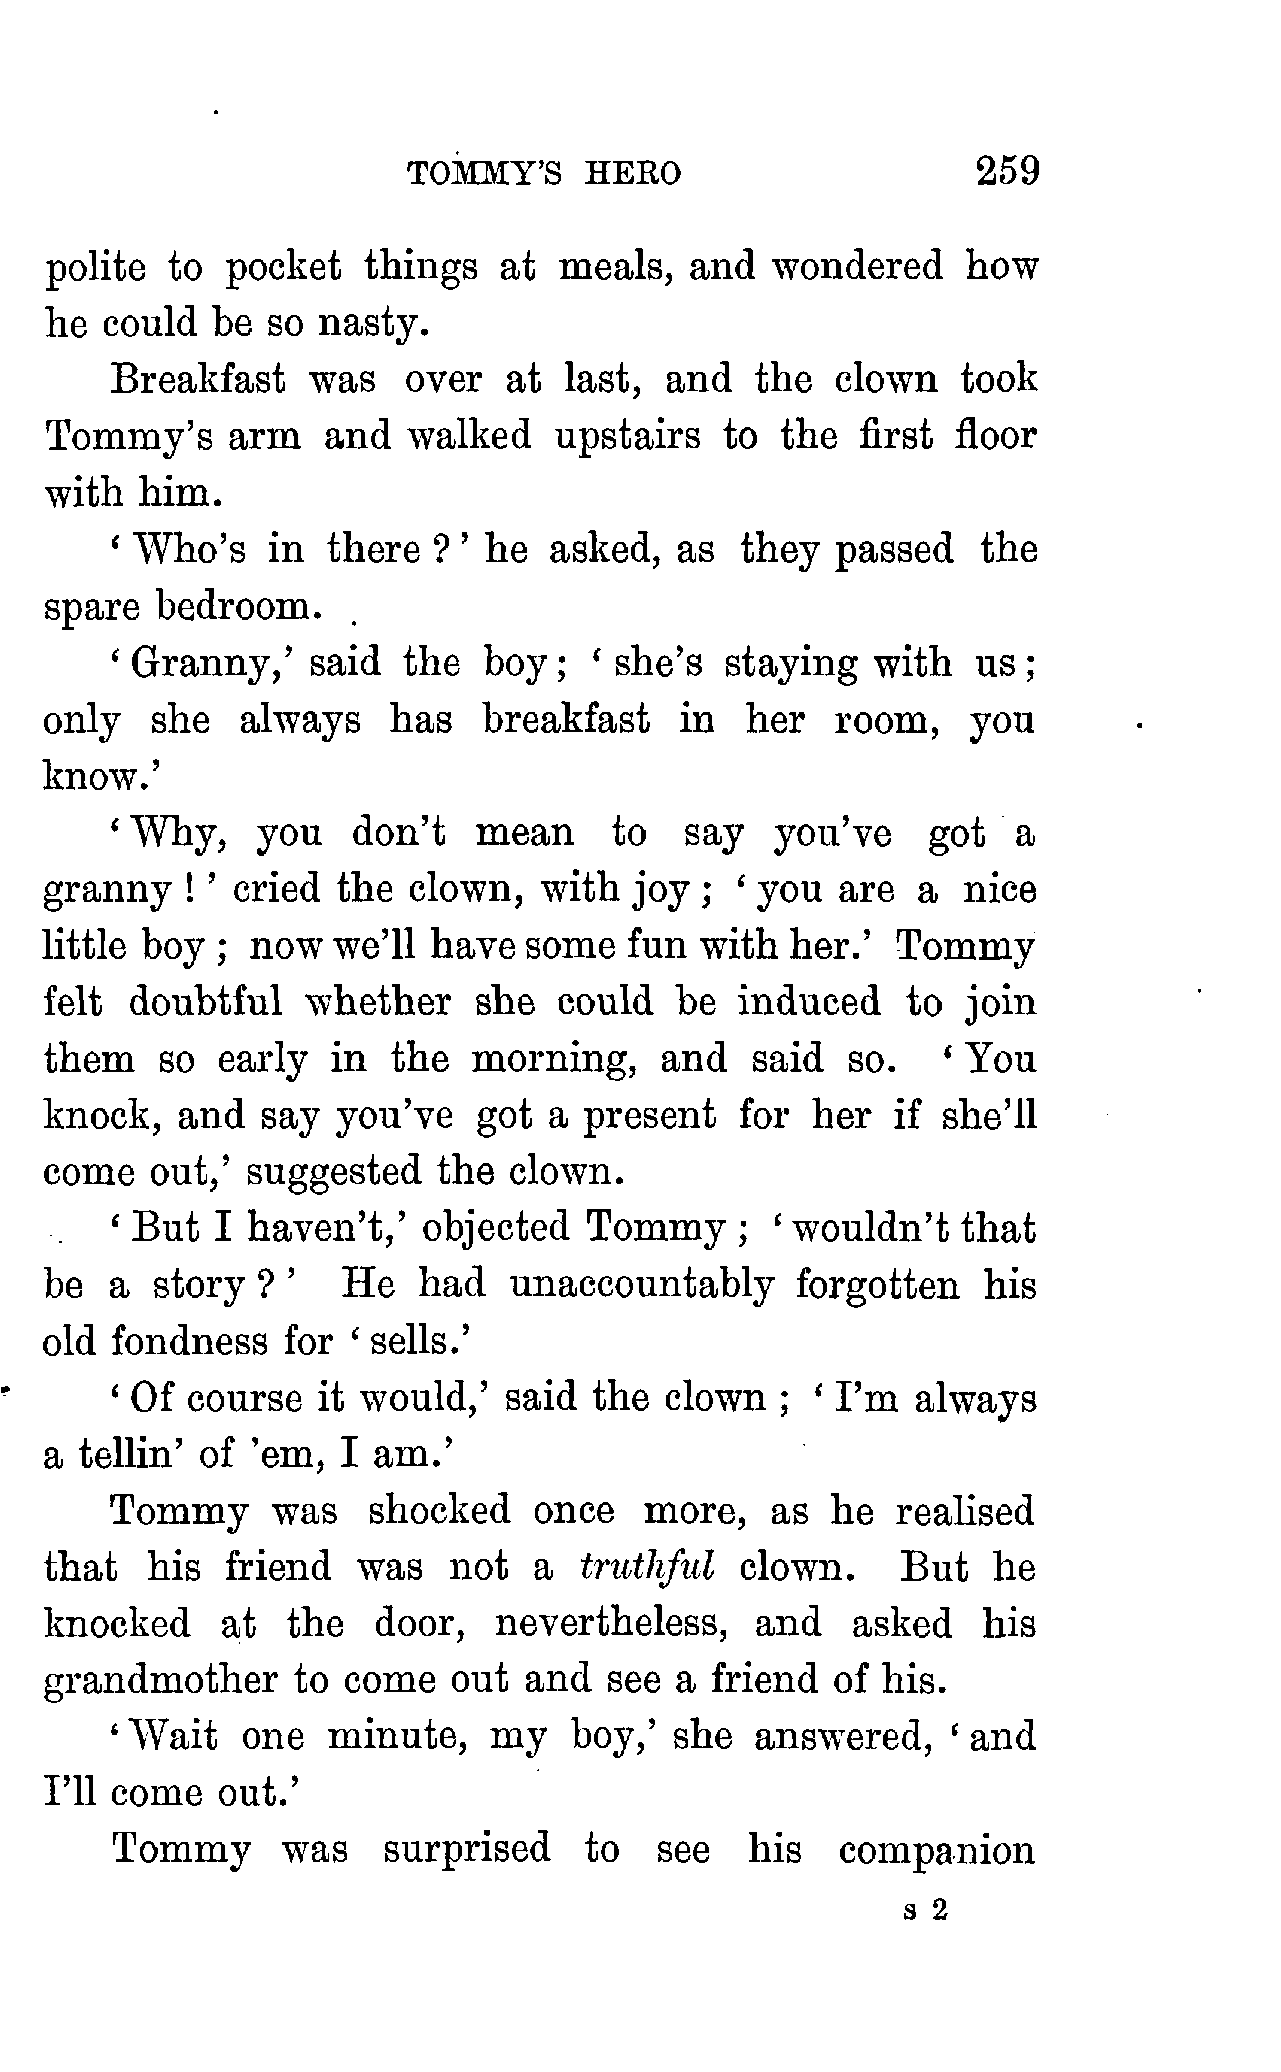 TOMMY'S HERO 259
polite to pocket things at meals, and wondered how
he could be so nasty.
Breakfast was over at last, and the clown took
Tommy's arm and walked upstairs to the first floor
with him.
‘ Who's in there ? ’ he asked, as they passed the
spare bedroom.
‘ Granny,’ said the boy ; ‘ she's staying with us ;
only she always has breakfast in her room, you
know.’
‘ Why, you don't mean to say you've got a
granny ! ’ cried the clown, with joy ; ‘ you are a nice
little boy ; now we'll have some fun with her.’ Tommy
felt doubtful whether she could be induced to join
them so early in the morning, and said so. ‘ You
knock, and say you've got a present for her if she'll
come out,’ suggested the clown.
‘ But I haven't,’ objected Tommy ; ‘ wouldn't that
be a story ? ’ He had unaccountably forgotten his
old fondness for ‘ sells.’
‘ Of course it would,’ said the clown ; ‘ I'm always
a tellin’ of ’em, I am.’
Tommy was shocked once more, as he realised
that his friend was not a truthful clown. But he
knocked at the door, nevertheless, and asked his
grandmother to come out and see a friend of his.
‘ Wait one minute, my boy,’ she answered, ‘ and
I'll come out.’
Tommy was surprised to see his companion
s 2